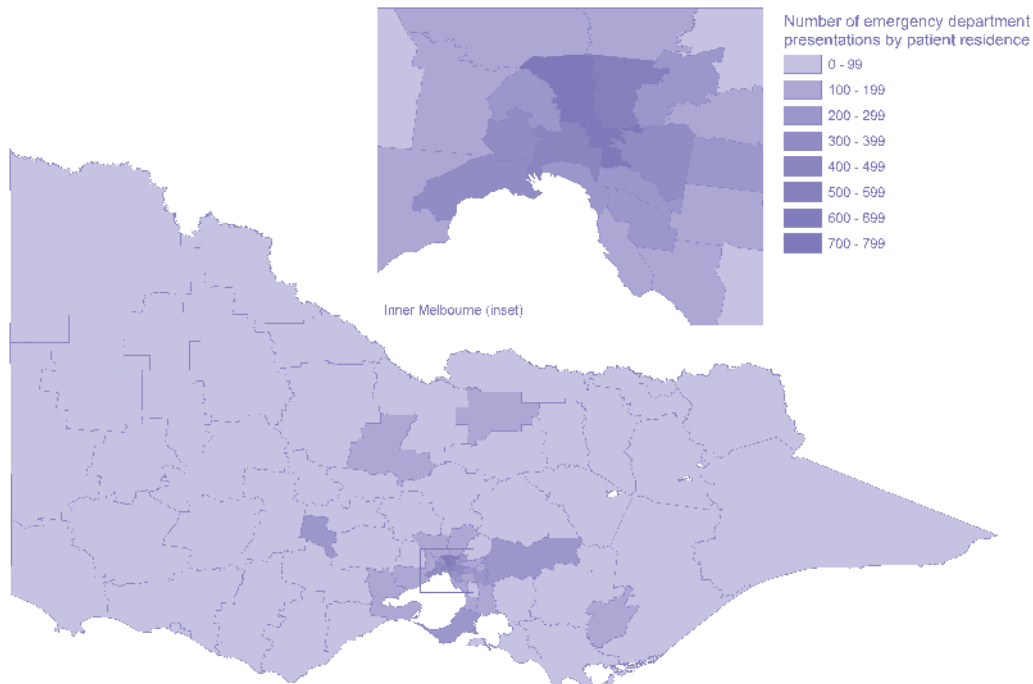 Number of emergency department
presentations by patient residence
0 - 99
100 - 199
200 - 299
300 - 399
400 - 499
500 - 599
600 - 699
700 - 799
Inner Melbourne (inset)